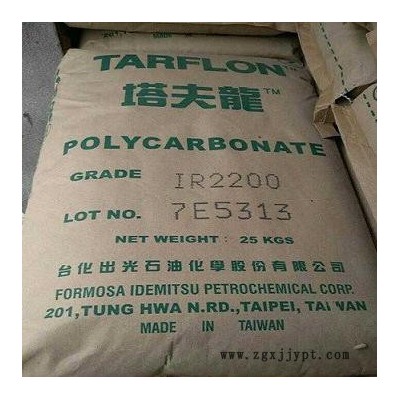 TARFLON™
塔夫龍™
POLYCARBONATE
GRADE IR2200
LOT NO. 7E5313
NET WEIGHT: 25 KGS
台化出光石油化學股份有限公司
FORMOSA IDEMITSU PETROCHEMICAL CORP.
201, TUNG HWA N.RD., TAIPEI, TAIWAN
MADE IN TAIWAN
www.zgxjjypt.com